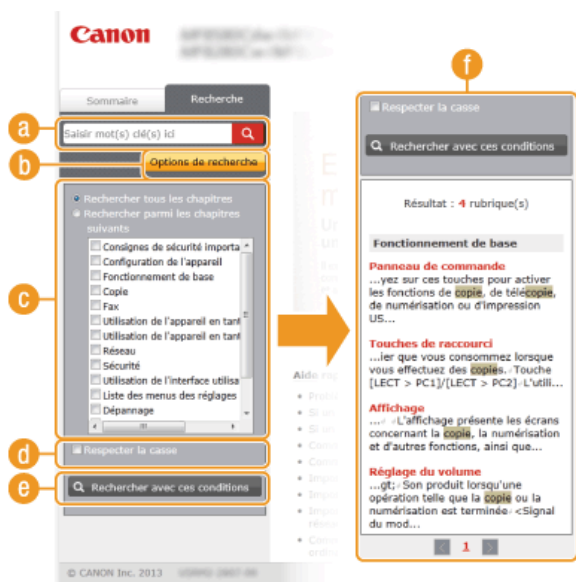 Canon
Sommaire
Recherche
a
Saisir mot(s) clé(s) ici
b
Options de recherche
c
Rechercher tous les chapitres
Rechercher parmi les chapitres
suivants
Consignes de sécurité importa
Configuration de l'appareil
Fonctionnement de base
Copie
Fax
Utilisation de l'appareil en tant
Utilisation de l'appareil en tant
Réseau
Sécurité
Utilisation de l'interface utilisa
Liste des menus des réglages
Dépannage
d
Respecter la casse
e
Rechercher avec ces conditions
© CANON Inc. 2013
f
Respecter la casse
Rechercher avec ces conditions
Résultat : 4 rubrique(s)
Fonctionnement de base
Panneau de commande
...yez sur ces touches pour activer
les fonctions de copie, de télécopie,
de numérisation ou d'impression
US...
Touches de raccourci
...ier que vous consommez lorsque
vous effectuez des copies. Touche
[LECT > PC1]/[LECT > PC2] L'utili...
Affichage
... L'affichage présente les écrans
concernant la copie, la numérisation
et d'autres fonctions, ainsi que...
Réglage du volume
...gt; Son produit lorsqu'une
opération telle que la copie ou la
numérisation est terminée <Signal
du mod...
1